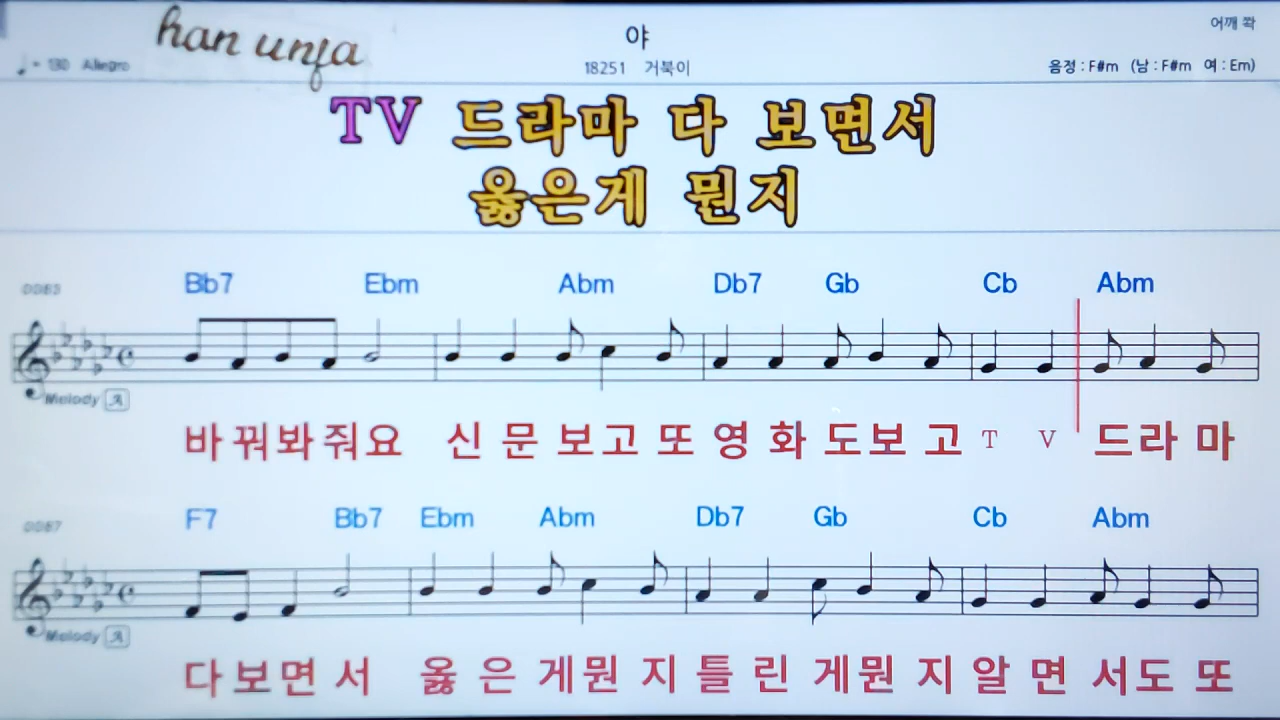 han unja
야
어깨 쫙
♩= 130 Allegro
18251 거북이
음정 : F#m (남 : F#m 여 : Em)
TV 드라마 다 보면서
옳은게 뭔지
0083
Bb7 Ebm Abm Db7 Gb Cb Abm
Melody A
바 꿔봐 줘요 신 문 보고 또 영 화 도보 고 T V 드라 마
0087
F7 Bb7 Ebm Abm Db7 Gb Cb Abm
Melody A
다 보면 서 옳 은 게뭔 지 틀 린 게뭔 지 알 면 서도 또